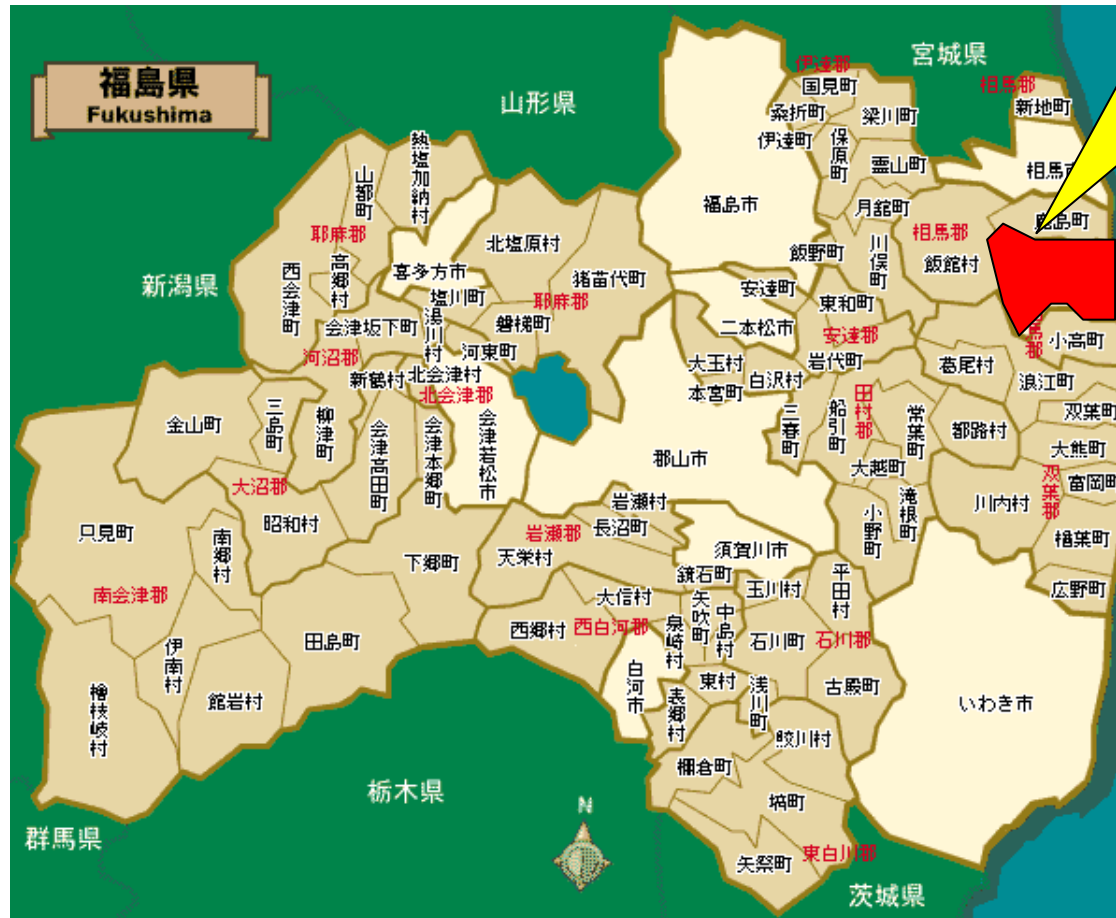 福島県
Fukushima
宮城県
山形県
新潟県
群馬県
栃木県
茨城県
N
伊達郡
国見町
桑折町
梁川町
伊達町
保原町
霊山町
月舘町
川俣町
飯野町
相馬郡
新地町
相馬市
鹿島町
相馬郡
飯舘村
小高町
福島市
安達町
二本松市
東和町
安達郡
岩代町
大玉村
本宮町
白沢村
熱塩加納村
山都町
耶麻郡
高郷村
西会津町
喜多方市
北塩原村
塩川町
猪苗代町
耶麻郡
磐梯町
会津坂下町
湯川村
河東町
河沼郡
新鶴村
北会津村
北会津郡
会津若松市
金山町
三島町
柳津町
会津高田町
会津本郷町
大沼郡
昭和村
只見町
南郷村
南会津郡
下郷町
田島町
伊南村
舘岩村
檜枝岐村
郡山市
三春町
船引町
田村郡
常葉町
大越町
滝根町
小野町
都路村
葛尾村
浪江町
双葉町
大熊町
双葉郡
富岡町
川内村
楢葉町
広野町
岩瀬村
岩瀬郡
長沼町
天栄村
須賀川市
鏡石町
大信村
西郷村
西白河郡
泉崎村
矢吹町
中島村
白河市
表郷村
東村
玉川村
平田村
石川町
石川郡
浅川町
古殿町
鮫川村
棚倉町
塙町
矢祭町
東白川郡
いわき市